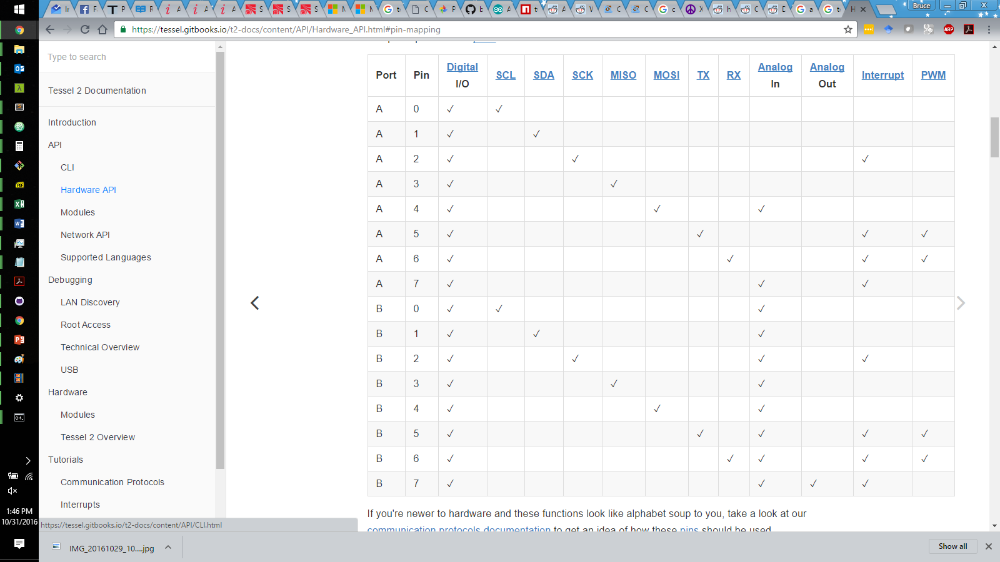 Bruce
https://tessel.gitbooks.io/t2-docs/content/API/Hardware_API.html#pin-mapping
Type to search
Tessel 2 Documentation
Introduction
API
CLI
Hardware API
Modules
Network API
Supported Languages
Debugging
LAN Discovery
Root Access
Technical Overview
USB
Hardware
Modules
Tessel 2 Overview
Tutorials
Communication Protocols
Interrupts
https://tessel.gitbooks.io/t2-docs/content/API/CLI.html
Port Pin Digital I/O SCL SDA SCK MISO MOSI TX RX Analog In Analog Out Interrupt PWM
A 0 ✓ ✓
A 1 ✓ ✓
A 2 ✓ ✓ ✓
A 3 ✓ ✓
A 4 ✓ ✓ ✓
A 5 ✓ ✓ ✓ ✓
A 6 ✓ ✓ ✓ ✓
A 7 ✓ ✓ ✓
B 0 ✓ ✓ ✓
B 1 ✓ ✓ ✓
B 2 ✓ ✓ ✓ ✓
B 3 ✓ ✓ ✓
B 4 ✓ ✓ ✓
B 5 ✓ ✓ ✓ ✓ ✓
B 6 ✓ ✓ ✓ ✓ ✓
B 7 ✓ ✓ ✓ ✓
If you're newer to hardware and these functions look like alphabet soup to you, take a look at our
communication protocols documentation to get an idea of how these pins should be used.
1:46 PM
10/31/2016
IMG_20161029_10....jpg
Show all